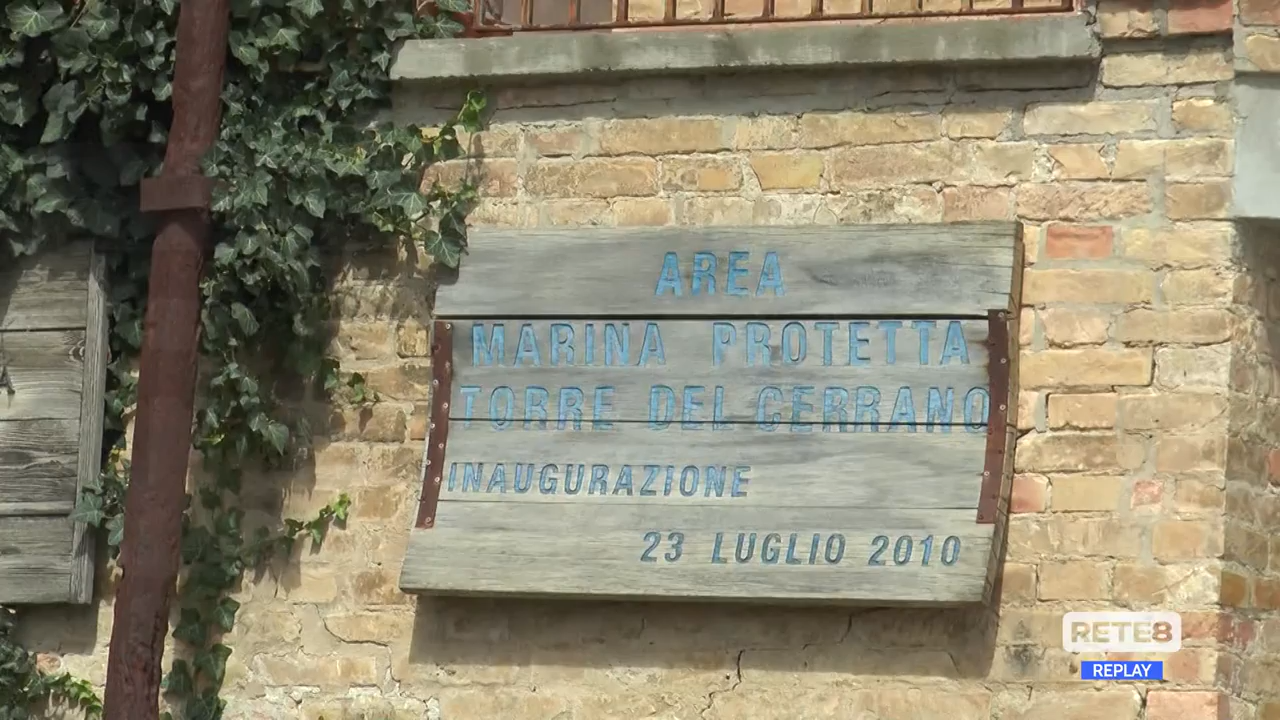 AREA
MARINA PROTETTA
TORRE DEL CERRANO
INAUGURAZIONE
23 LUGLIO 2010
RETE8
REPLAY